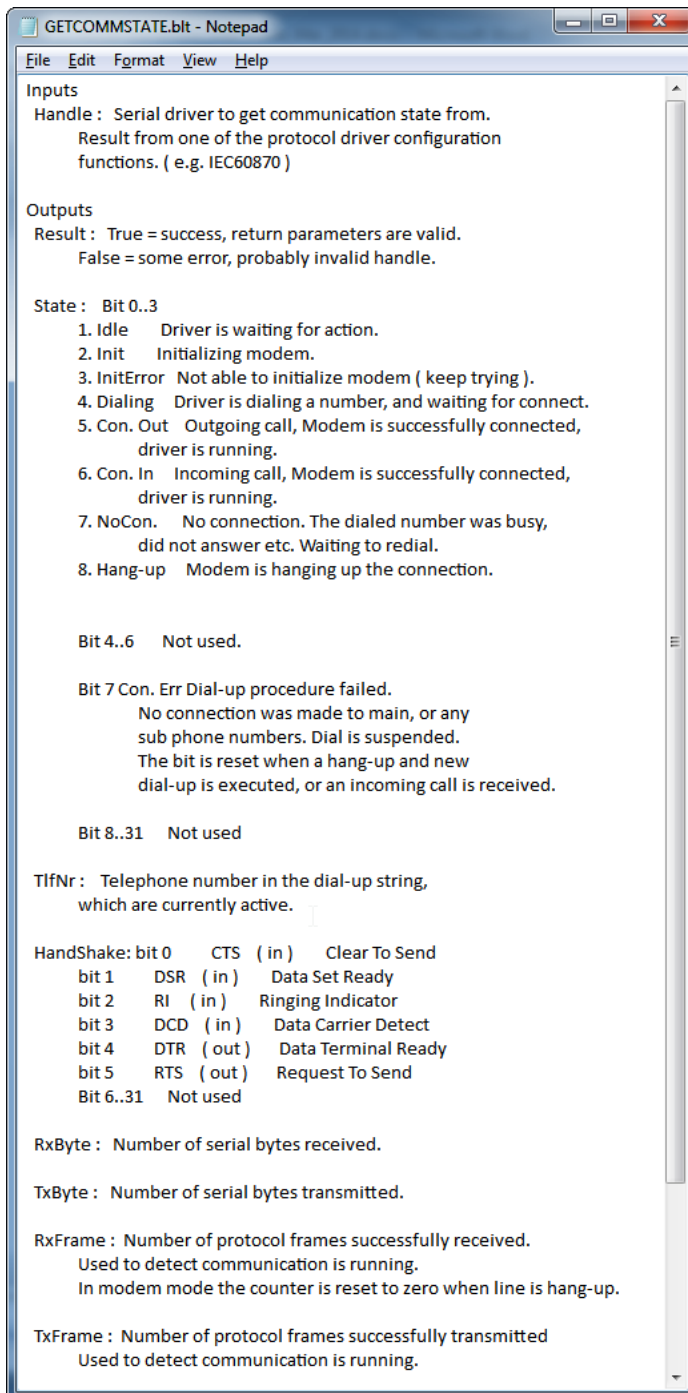 GETCOMMSTATE.blt - Notepad
File Edit Format View Help
Inputs
Handle : Serial driver to get communication state from.
Result from one of the protocol driver configuration
functions. ( e.g. IEC60870 )
Outputs
Result : True = success, return parameters are valid.
False = some error, probably invalid handle.
State : Bit 0..3
1. Idle Driver is waiting for action.
2. Init Initializing modem.
3. InitError Not able to initialize modem ( keep trying ).
4. Dialing Driver is dialing a number, and waiting for connect.
5. Con. Out Outgoing call, Modem is successfully connected,
driver is running.
6. Con. In Incoming call, Modem is successfully connected,
driver is running.
7. NoCon. No connection. The dialed number was busy,
did not answer etc. Waiting to redial.
8. Hang-up Modem is hanging up the connection.
Bit 4..6 Not used.
Bit 7 Con. Err Dial-up procedure failed.
No connection was made to main, or any
sub phone numbers. Dial is suspended.
The bit is reset when a hang-up and new
dial-up is executed, or an incoming call is received.
Bit 8..31 Not used
TlfNr : Telephone number in the dial-up string,
which are currently active.
HandShake: bit 0 CTS ( in ) Clear To Send
bit 1 DSR ( in ) Data Set Ready
bit 2 RI ( in ) Ringing Indicator
bit 3 DCD ( in ) Data Carrier Detect
bit 4 DTR ( out ) Data Terminal Ready
bit 5 RTS ( out ) Request To Send
Bit 6..31 Not used
RxByte : Number of serial bytes received.
TxByte : Number of serial bytes transmitted.
RxFrame : Number of protocol frames successfully received.
Used to detect communication is running.
In modem mode the counter is reset to zero when line is hang-up.
TxFrame : Number of protocol frames successfully transmitted
Used to detect communication is running.